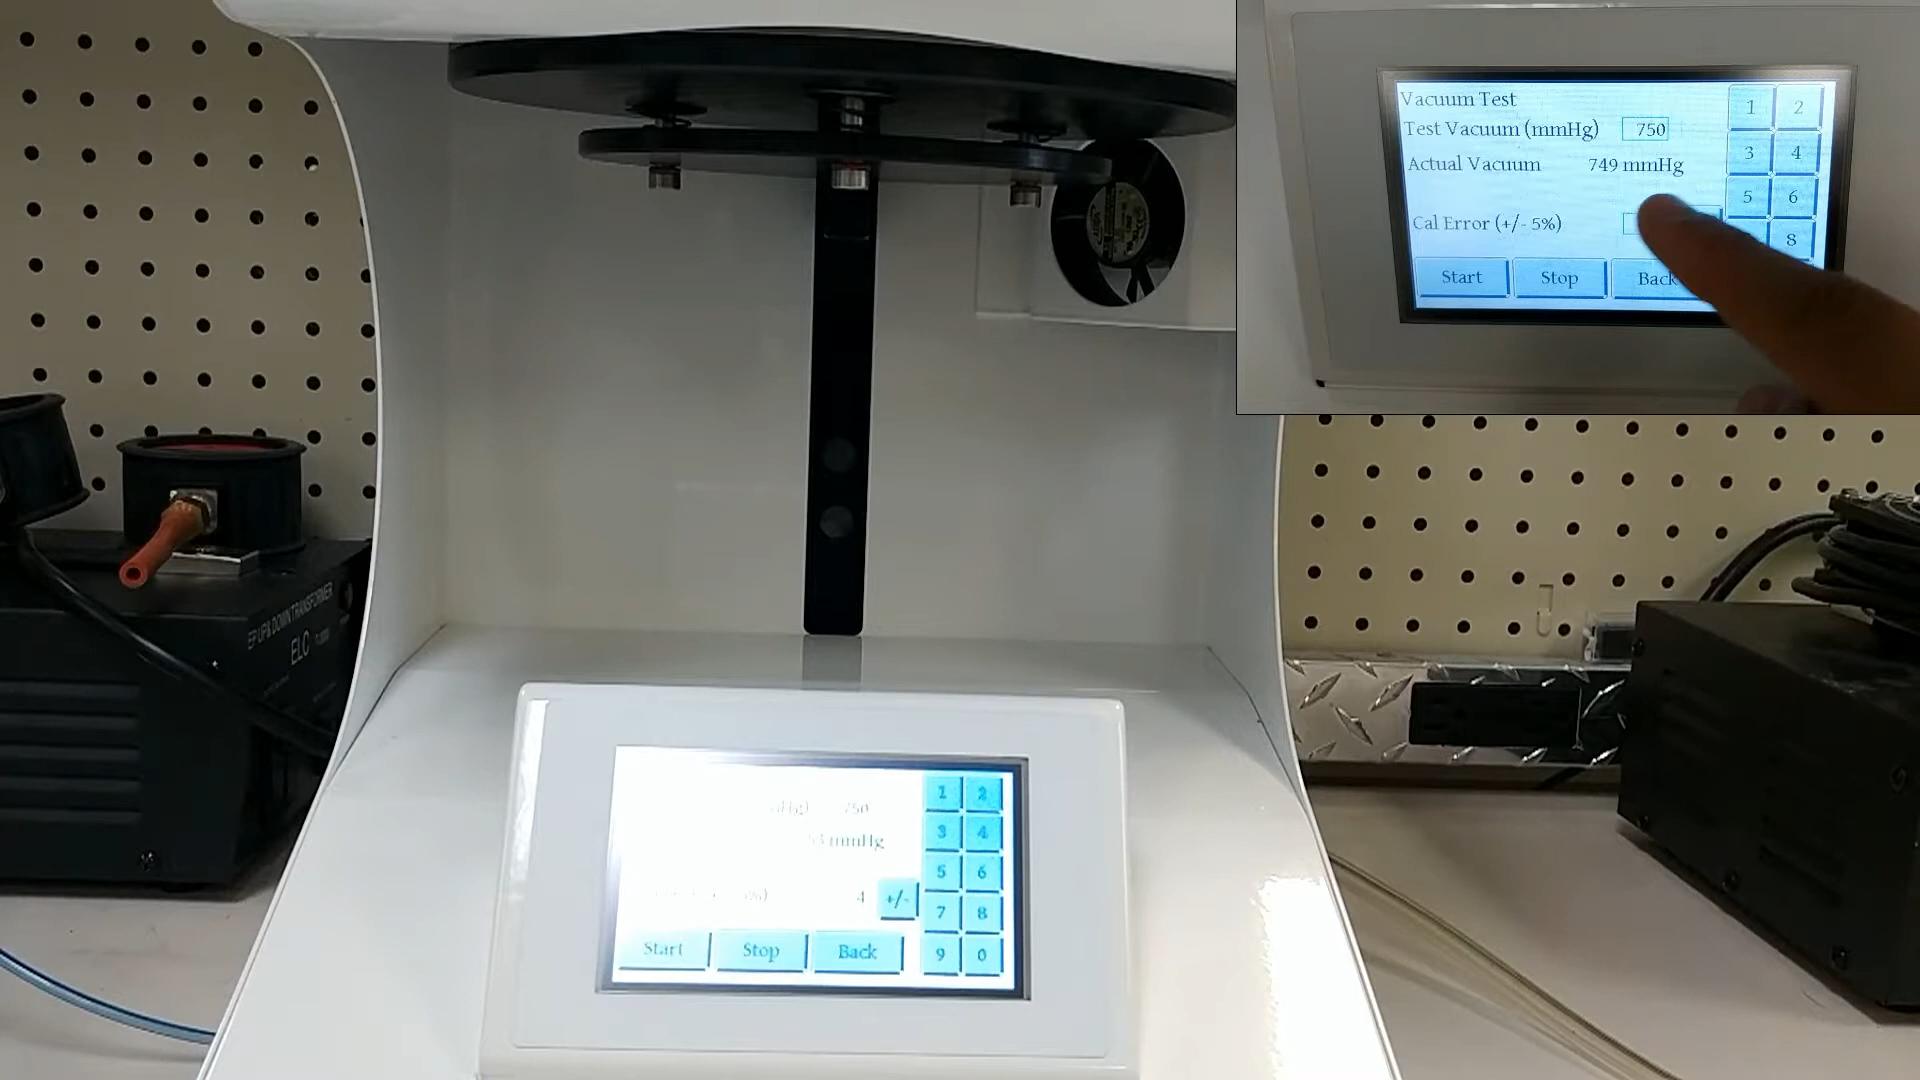 Vacuum Test
Test Vacuum (mmHg) 750
Actual Vacuum 749 mmHg
Cal Error (+/- 5%)
Start Stop Back
1 2
3 4
5 6
8
UP & DOWN TRANSFORMER
ELC
750
mmHg
4 +/-
Start Stop Back
1 2
3 4
5 6
7 8
9 0